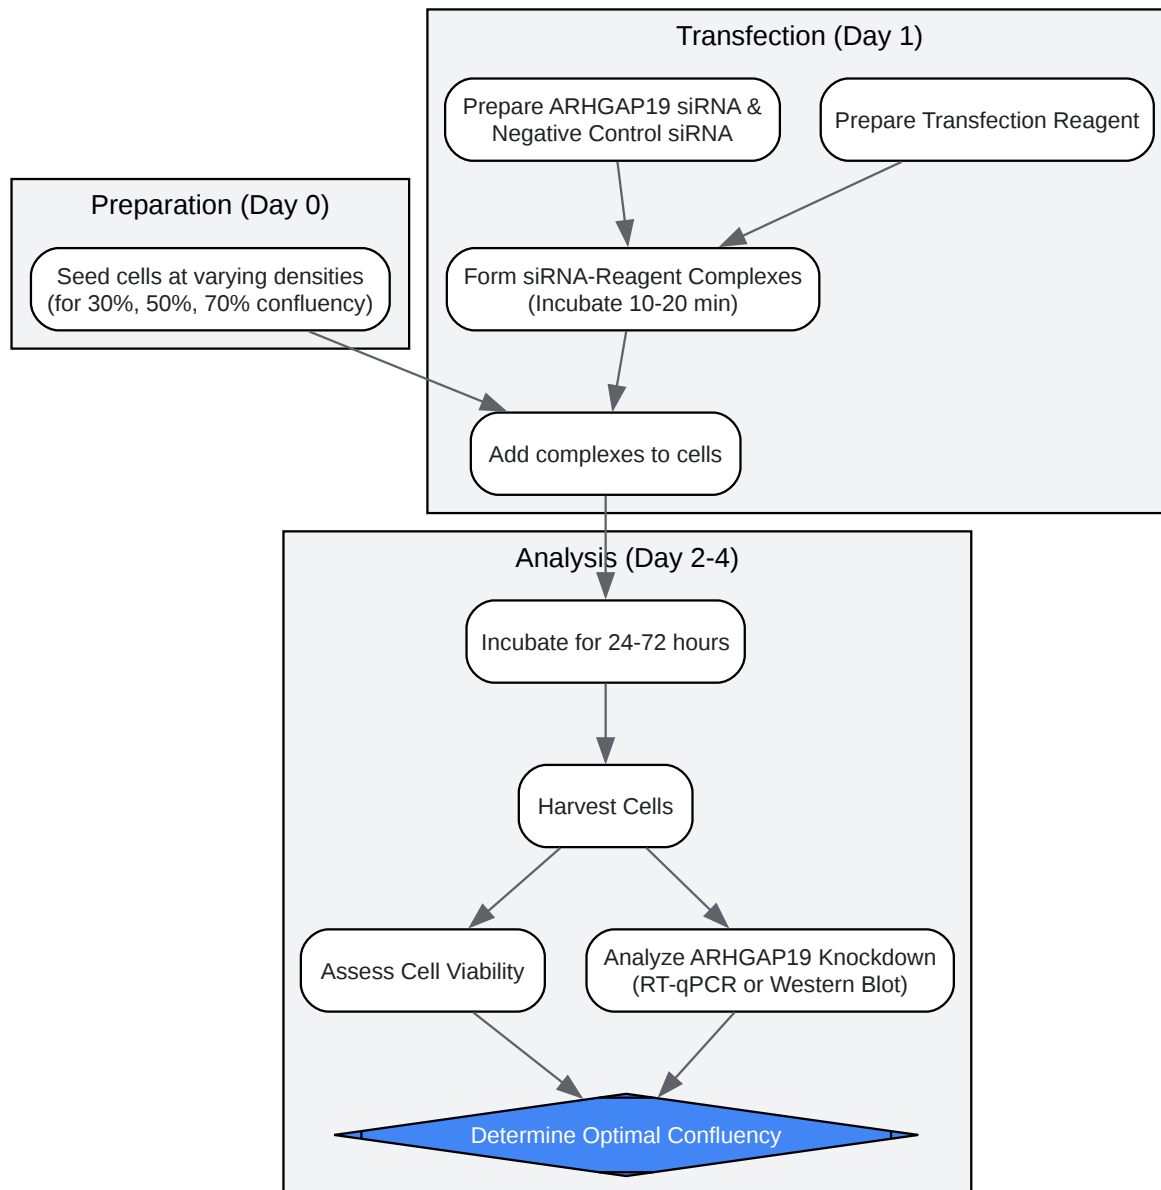 Transfection (Day 1)
Prepare ARHGAP19 siRNA &
Negative Control siRNA
Prepare Transfection Reagent
Preparation (Day 0)
Seed cells at varying densities
(for 30%, 50%, 70% confluency)
Form siRNA-Reagent Complexes
(Incubate 10-20 min)
Add complexes to cells
Analysis (Day 2-4)
Incubate for 24-72 hours
Harvest Cells
Assess Cell Viability
Analyze ARHGAP19 Knockdown
(RT-qPCR or Western Blot)
Determine Optimal Confluency